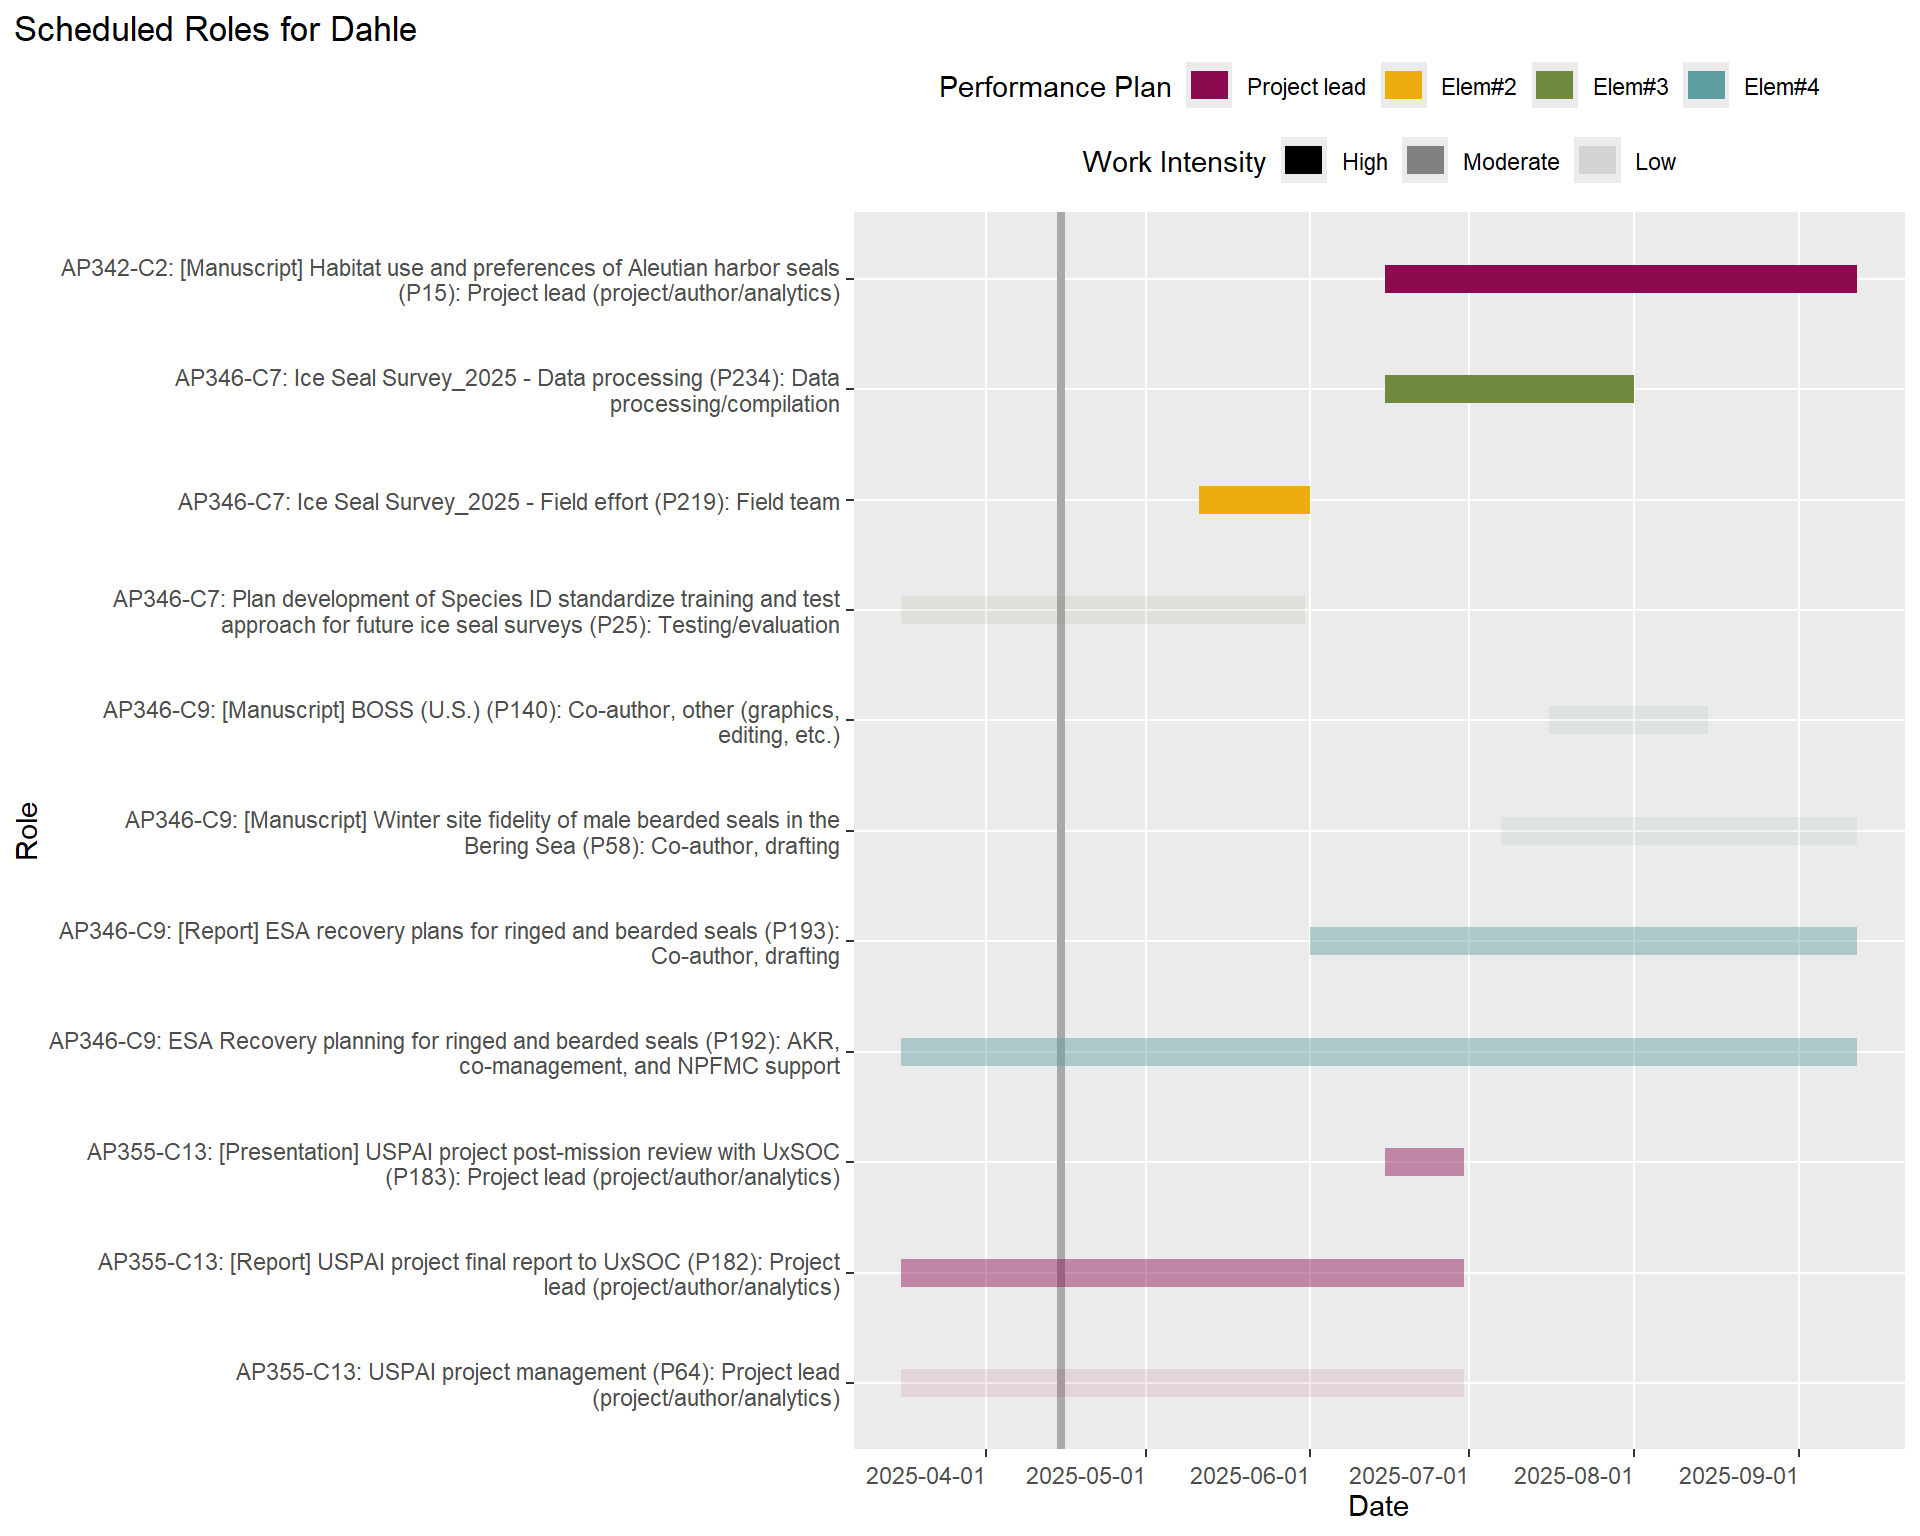 Scheduled Roles for Dahle
Performance Plan Project lead Elem#2 Elem#3 Elem#4
Work Intensity High Moderate Low
AP342-C2: [Manuscript] Habitat use and preferences of Aleutian harbor seals
(P15): Project lead (project/author/analytics)
AP346-C7: Ice Seal Survey_2025 - Data processing (P234): Data
processing/compilation
AP346-C7: Ice Seal Survey_2025 - Field effort (P219): Field team
AP346-C7: Plan development of Species ID standardize training and test
approach for future ice seal surveys (P25): Testing/evaluation
AP346-C9: [Manuscript] BOSS (U.S.) (P140): Co-author, other (graphics,
editing, etc.)
AP346-C9: [Manuscript] Winter site fidelity of male bearded seals in the
Bering Sea (P58): Co-author, drafting
AP346-C9: [Report] ESA recovery plans for ringed and bearded seals (P193):
Co-author, drafting
AP346-C9: ESA Recovery planning for ringed and bearded seals (P192): AKR,
co-management, and NPFMC support
AP355-C13: [Presentation] USPAI project post-mission review with UxSOC
(P183): Project lead (project/author/analytics)
AP355-C13: [Report] USPAI project final report to UxSOC (P182): Project
lead (project/author/analytics)
AP355-C13: USPAI project management (P64): Project lead
(project/author/analytics)
Role
2025-04-01 2025-05-01 2025-06-01 2025-07-01 2025-08-01 2025-09-01
Date